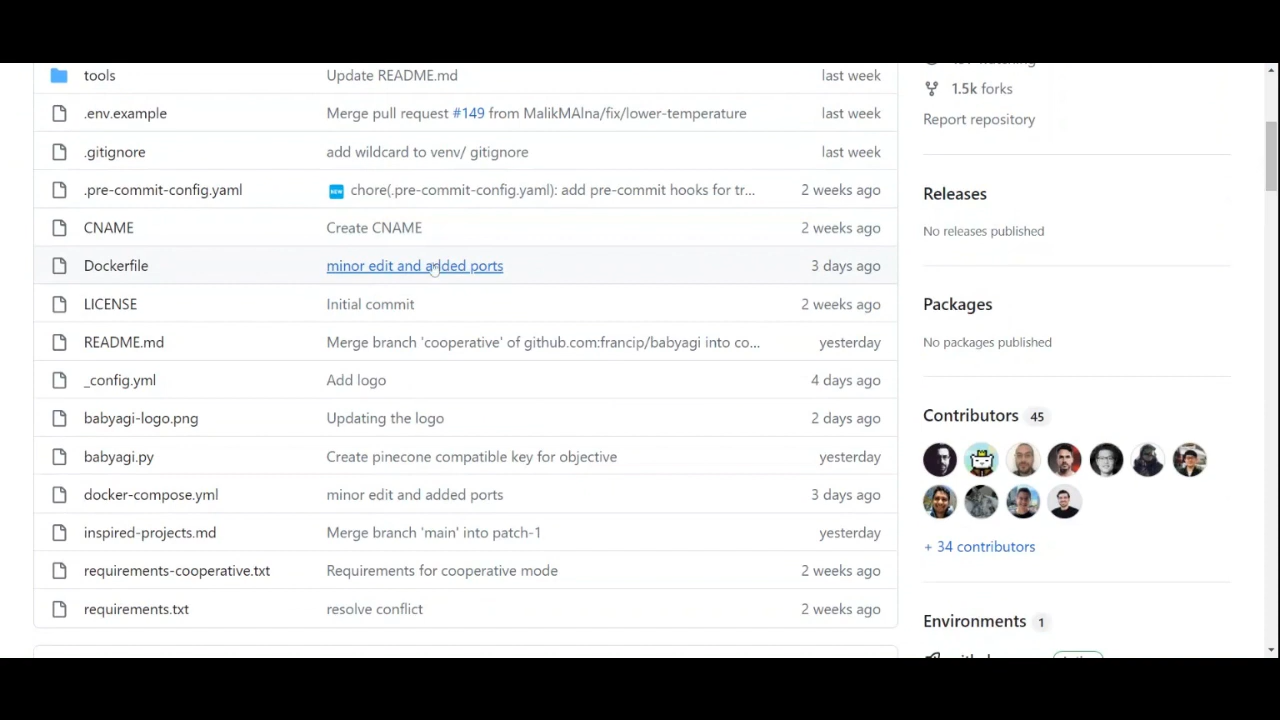 tools Update README.md last week
.env.example Merge pull request #149 from MalikMAlna/fix/lower-temperature last week
.gitignore add wildcard to venv/ gitignore last week
.pre-commit-config.yaml NEW chore(.pre-commit-config.yaml): add pre-commit hooks for tr... 2 weeks ago
CNAME Create CNAME 2 weeks ago
Dockerfile minor edit and added ports 3 days ago
LICENSE Initial commit 2 weeks ago
README.md Merge branch 'cooperative' of github.com:francip/babyagi into co... yesterday
_config.yml Add logo 4 days ago
babyagi-logo.png Updating the logo 2 days ago
babyagi.py Create pinecone compatible key for objective yesterday
docker-compose.yml minor edit and added ports 3 days ago
inspired-projects.md Merge branch 'main' into patch-1 yesterday
requirements-cooperative.txt Requirements for cooperative mode 2 weeks ago
requirements.txt resolve conflict 2 weeks ago
watching
1.5k forks
Report repository
Releases
No releases published
Packages
No packages published
Contributors 45
+ 34 contributors
Environments 1